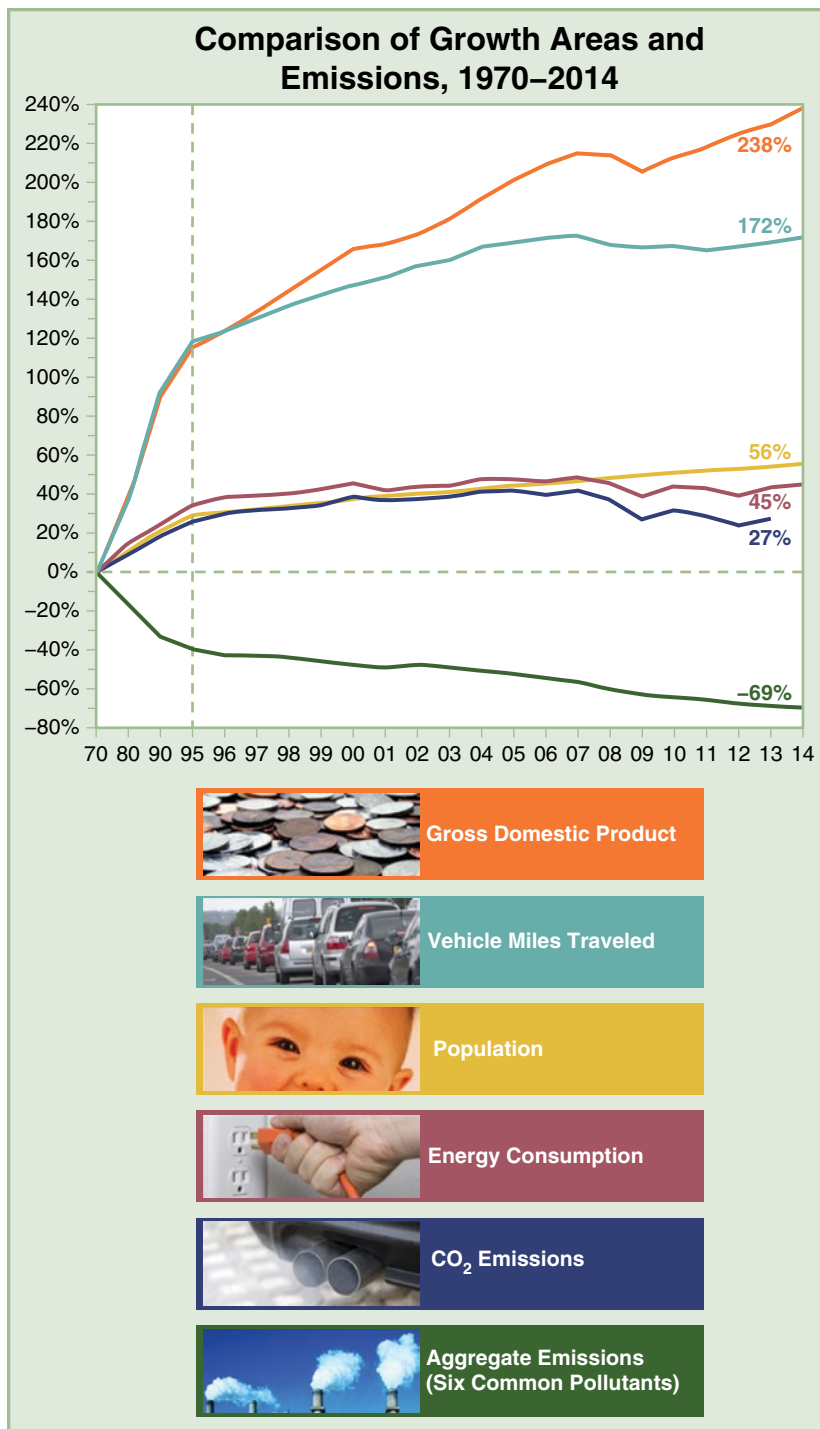 Comparison of Growth Areas and
Emissions, 1970–2014
240%
220%
200%
180%
160%
140%
120%
100%
80%
60%
40%
20%
0%
–20%
–40%
–60%
–80%
238%
172%
56%
45%
27%
–69%
70 80 90 95 96 97 98 99 00 01 02 03 04 05 06 07 08 09 10 11 12 13 14
Gross Domestic Product
Vehicle Miles Traveled
Population
Energy Consumption
CO₂ Emissions
Aggregate Emissions
(Six Common Pollutants)